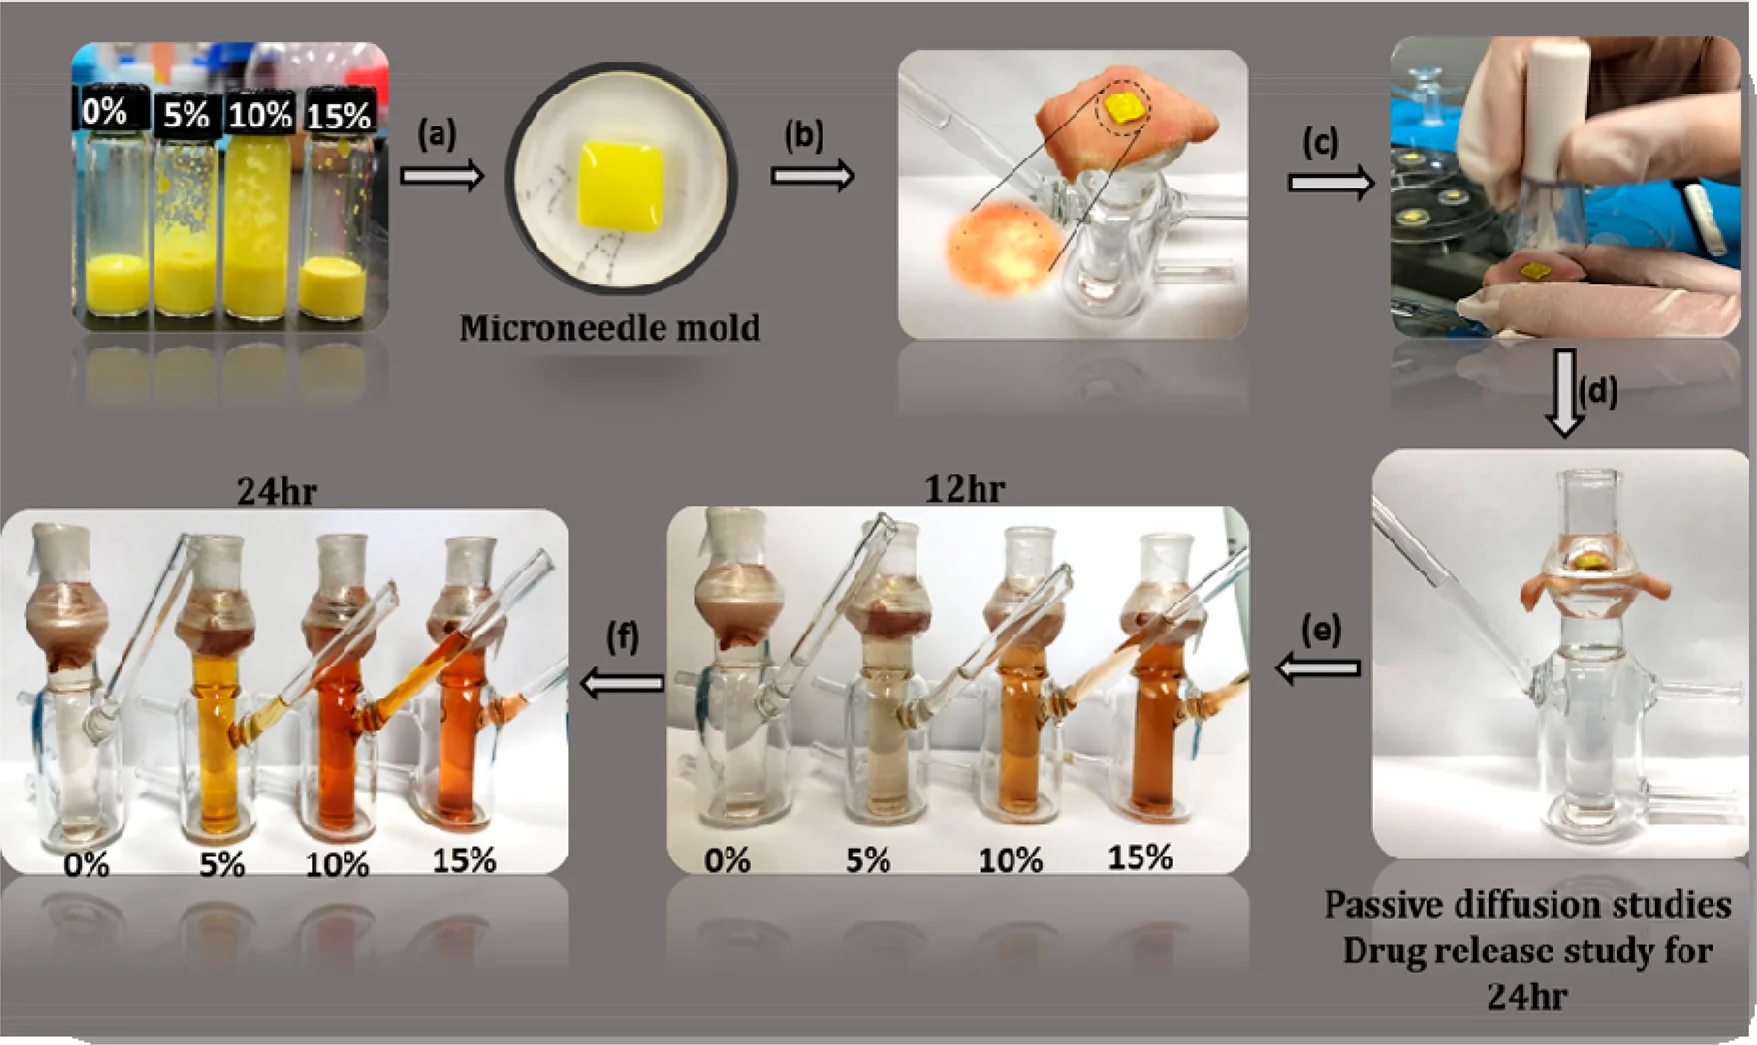 0%
5%
10%
15%
(a)
Microneedle mold
(b)
(c)
(d)
Passive diffusion studies
Drug release study for
24hr
(e)
12hr
0%
5%
10%
15%
(f)
24hr
0%
5%
10%
15%